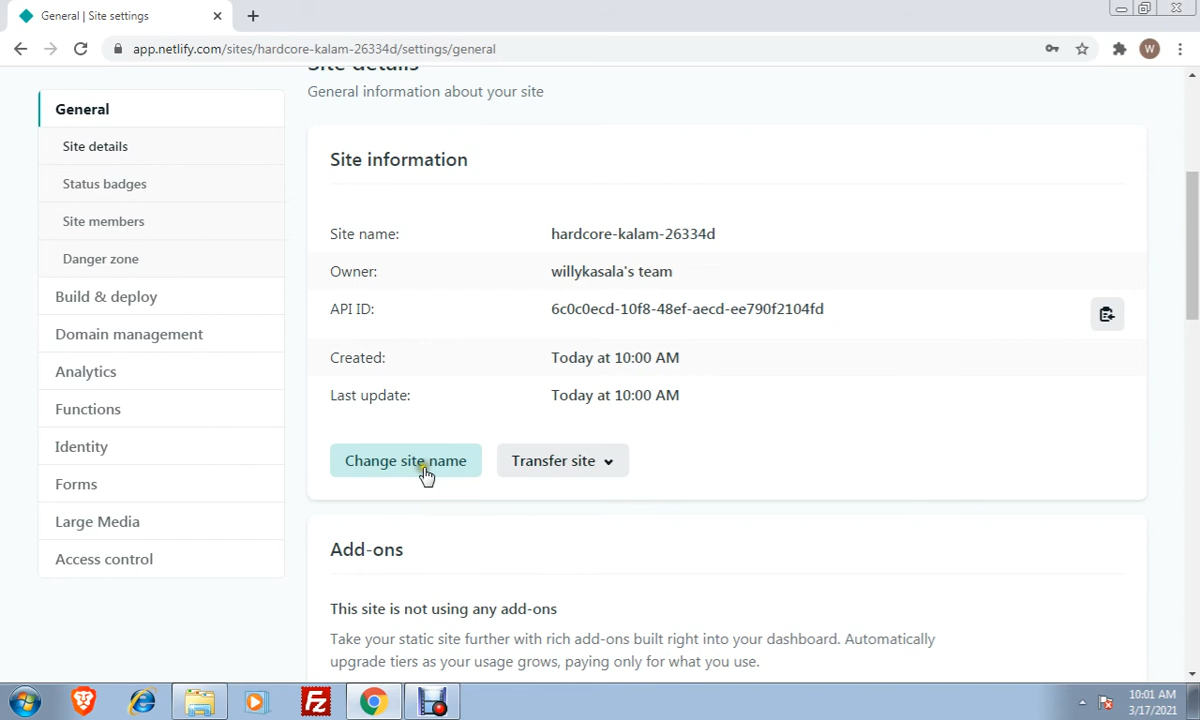 General | Site settings
app.netlify.com/sites/hardcore-kalam-26334d/settings/general
W
Site details
General information about your site
General
Site details
Status badges
Site members
Danger zone
Build & deploy
Domain management
Analytics
Functions
Identity
Forms
Large Media
Access control
Site information
Site name: hardcore-kalam-26334d
Owner: willykasala's team
API ID: 6c0c0ecd-10f8-48ef-aecd-ee790f2104fd
Created: Today at 10:00 AM
Last update: Today at 10:00 AM
Change site name Transfer site
Add-ons
This site is not using any add-ons
Take your static site further with rich add-ons built right into your dashboard. Automatically
upgrade tiers as your usage grows, paying only for what you use.
Fz
10:01 AM
3/17/2021